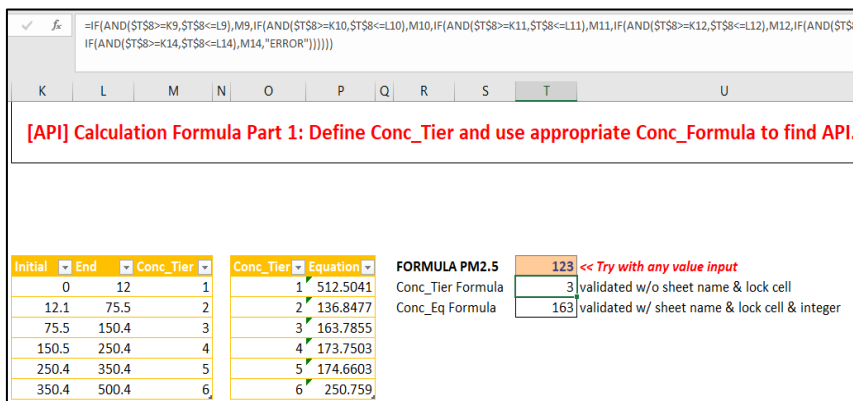 fx =IF(AND($T$8>=K9,$T$8<=L9),M9,IF(AND($T$8>=K10,$T$8<=L10),M10,IF(AND($T$8>=K11,$T$8<=L11),M11,IF(AND($T$8>=K12,$T$8<=L12),M12,IF(AND($T$8
IF(AND($T$8>=K14,$T$8<=L14),M14,"ERROR"))))))
K L M N O P Q R S T U
[API] Calculation Formula Part 1: Define Conc_Tier and use appropriate Conc_Formula to find API.
Initial End Conc_Tier Conc_Tier Equation FORMULA PM2.5 123 << Try with any value input
0 12 1 1 512.5041 Conc_Tier Formula 3 validated w/o sheet name & lock cell
12.1 75.5 2 2 136.8477 Conc_Eq Formula 163 validated w/ sheet name & lock cell & integer
75.5 150.4 3 3 163.7855
150.5 250.4 4 4 173.7503
250.4 350.4 5 5 174.6603
350.4 500.4 6 6 250.759